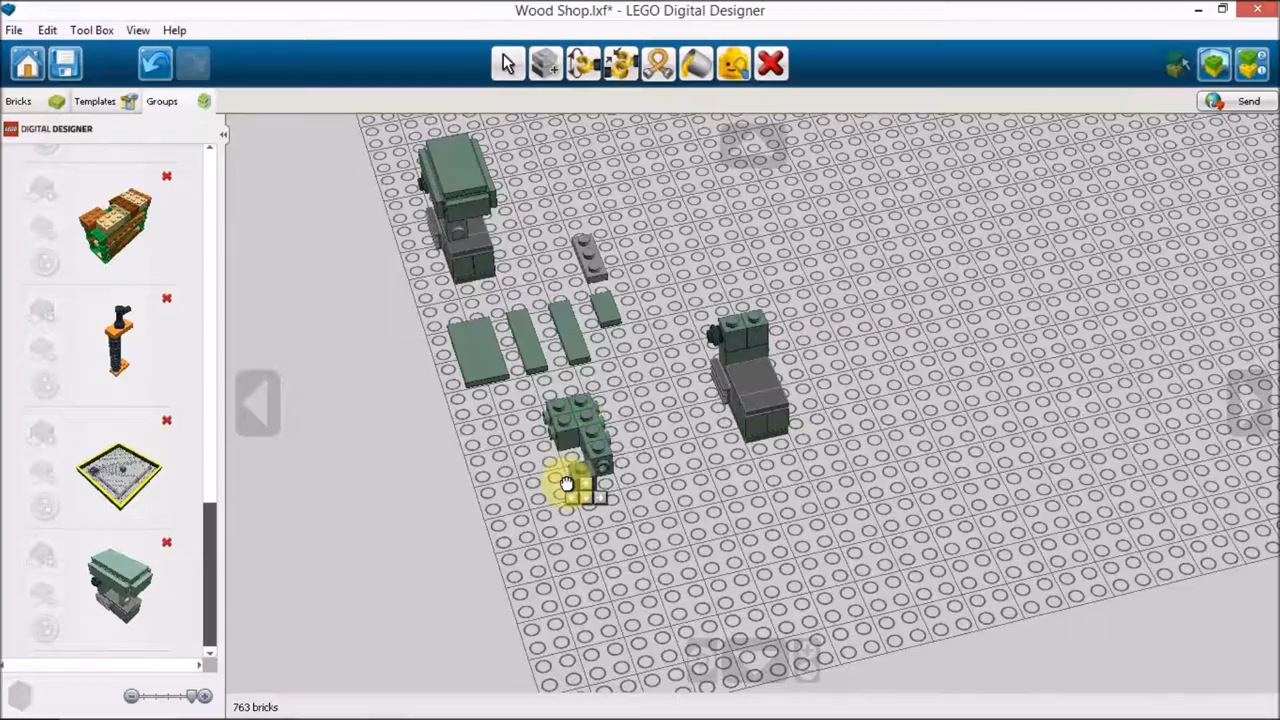 Wood Shop.lxf* - LEGO Digital Designer
File Edit Tool Box View Help
Bricks Templates Groups
Send
LEGO DIGITAL DESIGNER
763 bricks